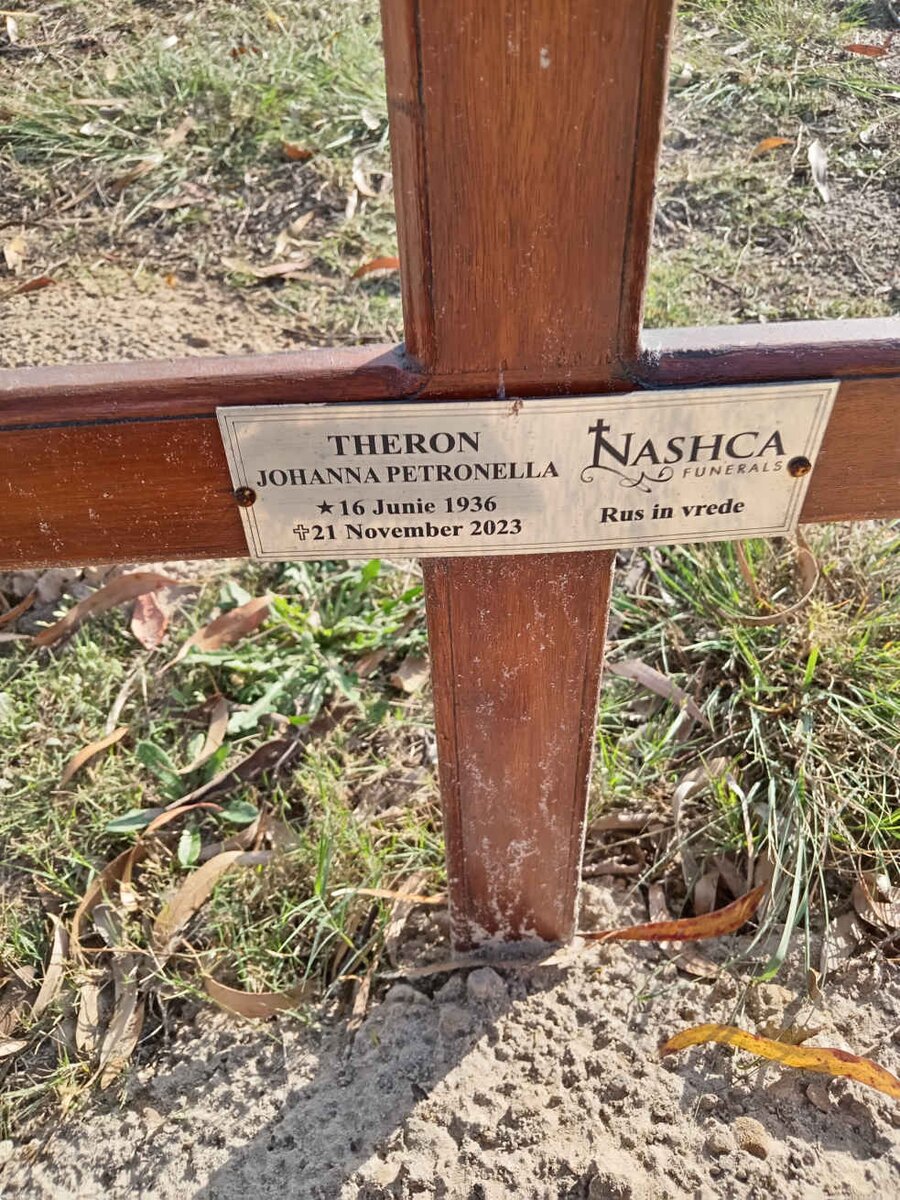 THERON
JOHANNA PETRONELLA
★16 Junie 1936
✞21 November 2023
NASHCA
FUNERALS
Rus in vrede